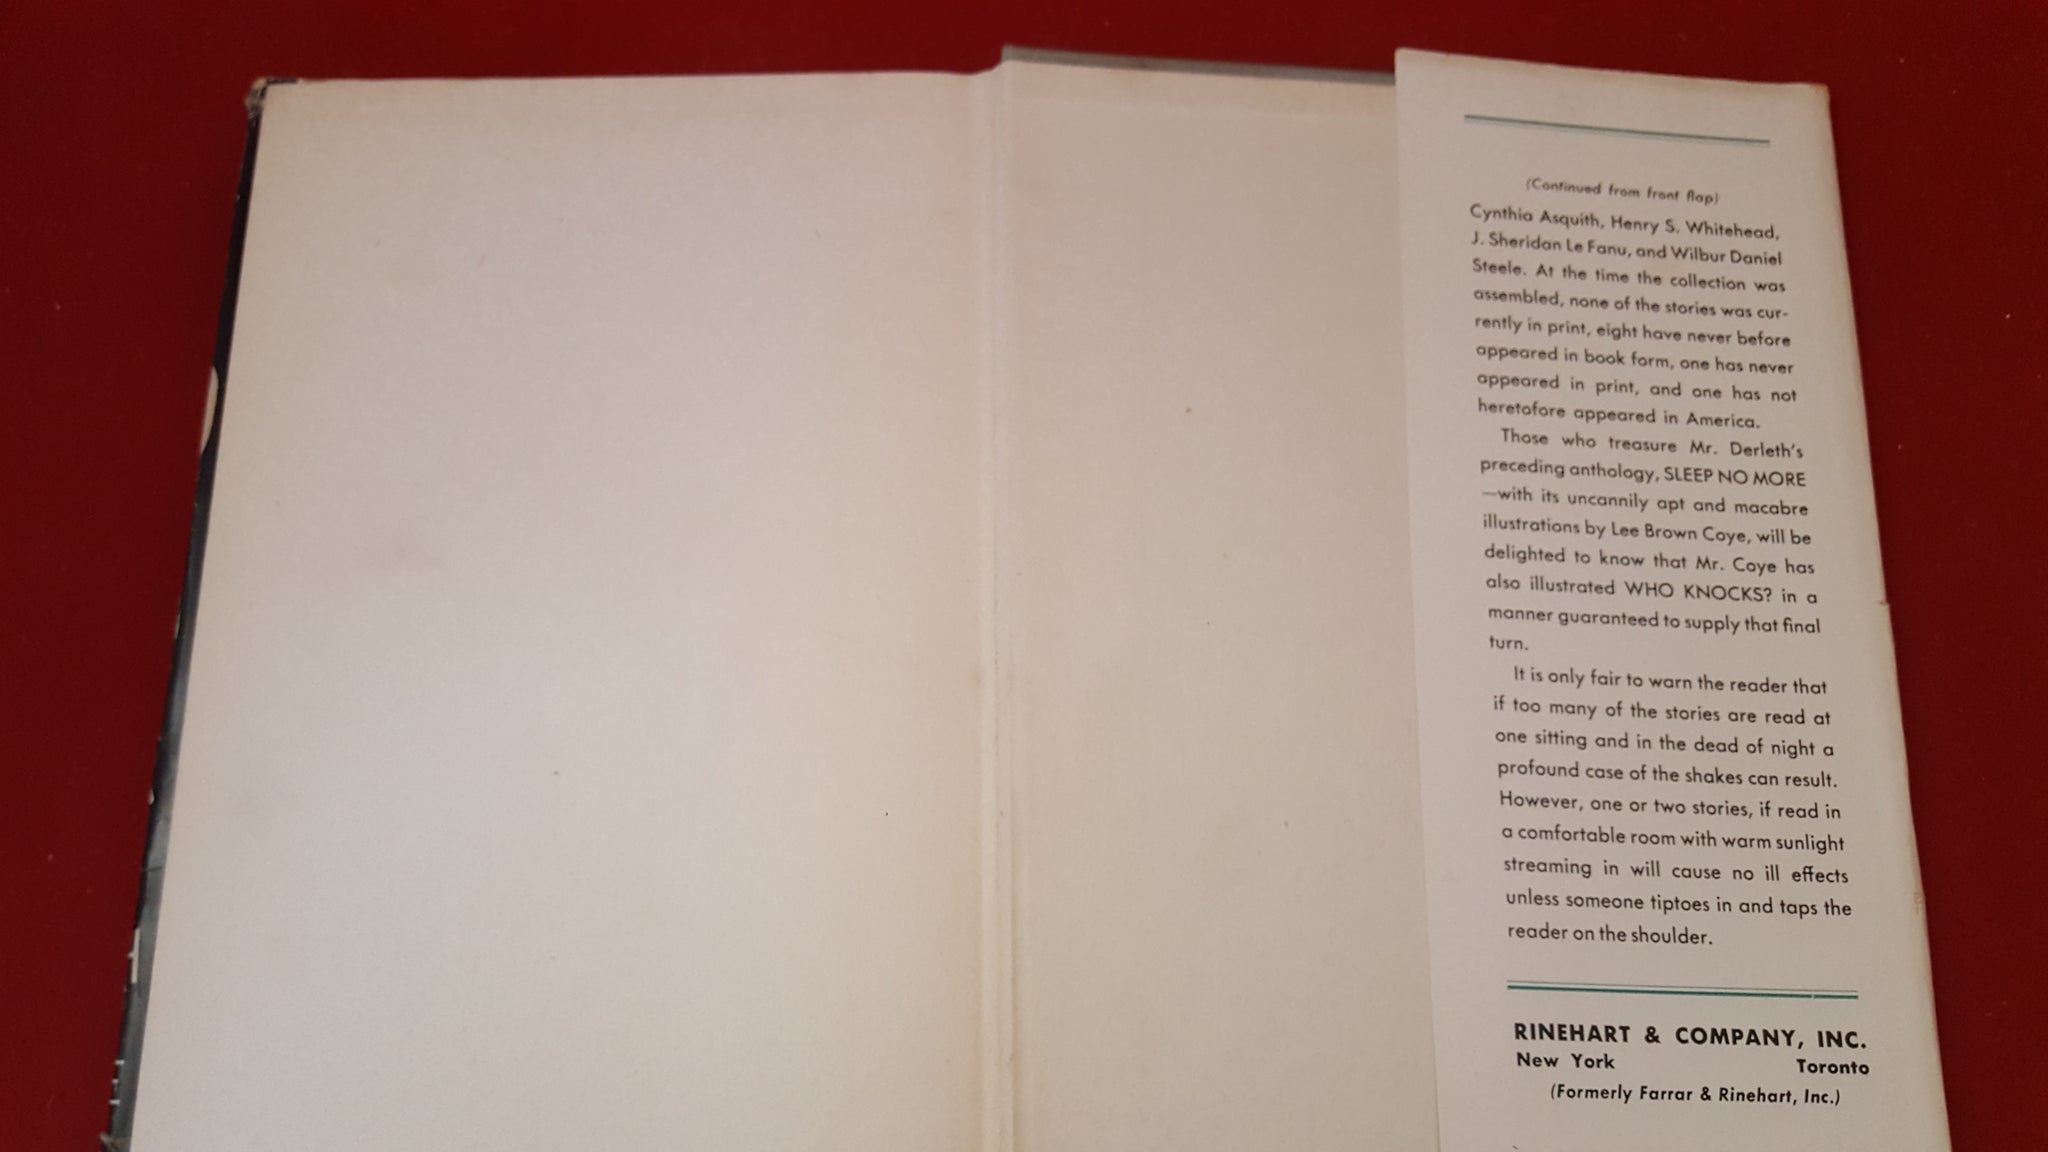 (Continued from front flap)
Cynthia Asquith, Henry S. Whitehead,
J. Sheridan Le Fanu, and Wilbur Daniel
Steele. At the time the collection was
assembled, none of the stories was cur-
rently in print, eight have never before
appeared in book form, one has never
appeared in print, and one has not
heretofore appeared in America.
Those who treasure Mr. Derleth's
preceding anthology, SLEEP NO MORE
—with its uncannily apt and macabre
illustrations by Lee Brown Coye, will be
delighted to know that Mr. Coye has
also illustrated WHO KNOCKS? in a
manner guaranteed to supply that final
turn.
It is only fair to warn the reader that
if too many of the stories are read at
one sitting and in the dead of night a
profound case of the shakes can result.
However, one or two stories, if read in
a comfortable room with warm sunlight
streaming in will cause no ill effects
unless someone tiptoes in and taps the
reader on the shoulder.
RINEHART & COMPANY, INC.
New York Toronto
(Formerly Farrar & Rinehart, Inc.)